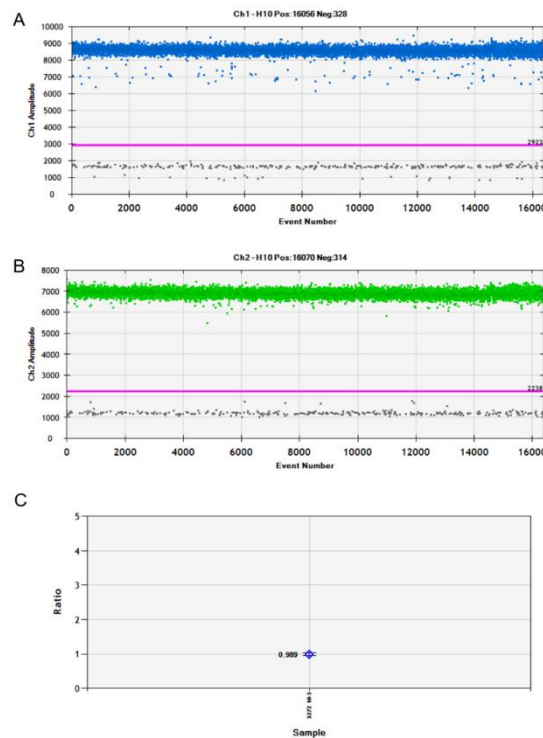 A
Ch1 - H10 Pos:16056 Neg:328
Ch1 Amplitude
10000
9000
8000
7000
6000
5000
4000
3000
2000
1000
0
2923
0 2000 4000 6000 8000 10000 12000 14000 16000
Event Number
B
Ch2 - H10 Pos:16070 Neg:314
Ch2 Amplitude
8000
7000
6000
5000
4000
3000
2000
1000
0
2238
0 2000 4000 6000 8000 10000 12000 14000 16000
Event Number
C
Ratio
5
4
3
2
1
0
0.989
Sample